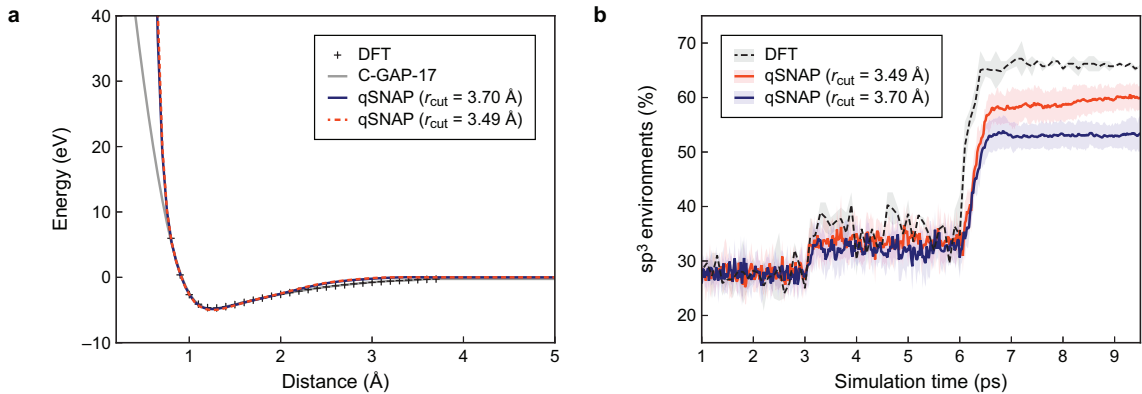 a
Energy (eV)
40
30
20
10
0
–10
1
2
3
4
5
Distance (Å)
DFT
C-GAP-17
qSNAP (rcut = 3.70 Å)
qSNAP (rcut = 3.49 Å)
b
sp³ environments (%)
70
60
50
40
30
20
1
2
3
4
5
6
7
8
9
Simulation time (ps)
DFT
qSNAP (rcut = 3.49 Å)
qSNAP (rcut = 3.70 Å)